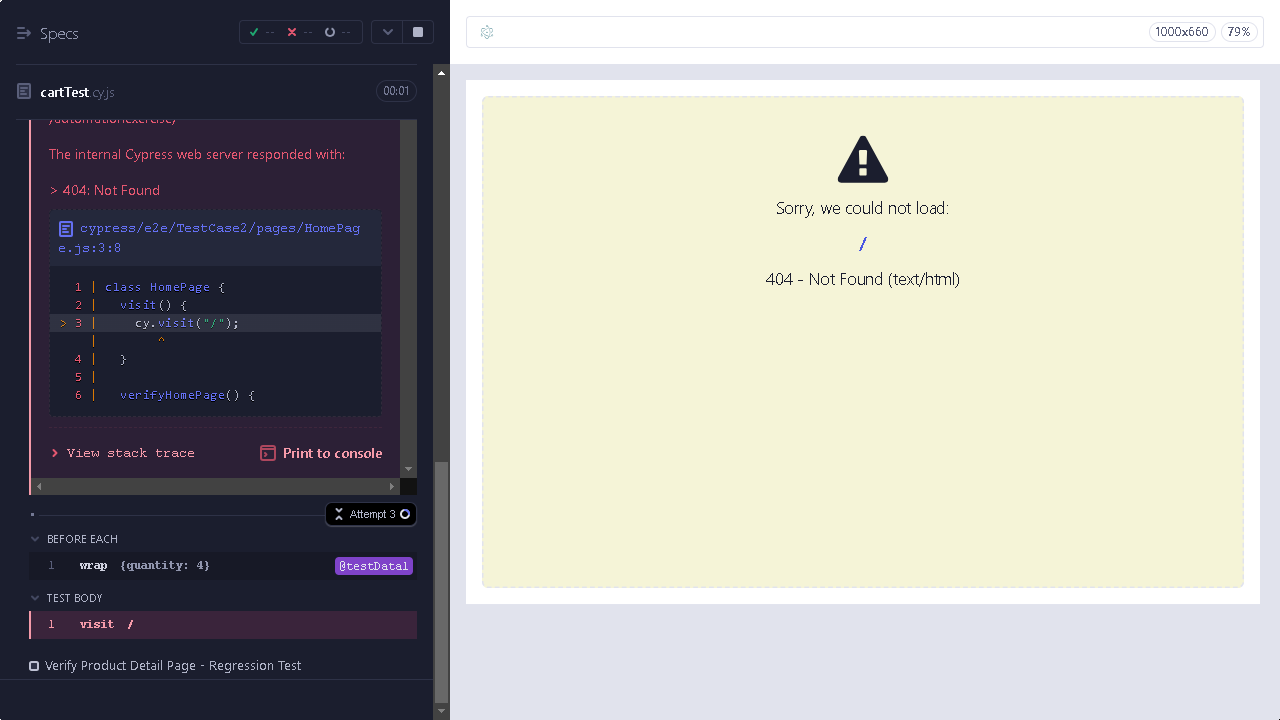 Specs
-- -- --
1000x660
79%
cartTest.cy.js
00:01
/automationexercise/
The internal Cypress web server responded with:
> 404: Not Found
cypress/e2e/TestCase2/pages/HomePag
e.js:3:8
1 | class HomePage {
2 |   visit() {
> 3 |     cy.visit("/");
|        ^
4 |   }
5 |
6 |   verifyHomePage() {
View stack trace
Print to console
Attempt 3
BEFORE EACH
1 wrap {quantity: 4}
@testData1
TEST BODY
1 visit /
Verify Product Detail Page - Regression Test
Sorry, we could not load:
/
404 - Not Found (text/html)